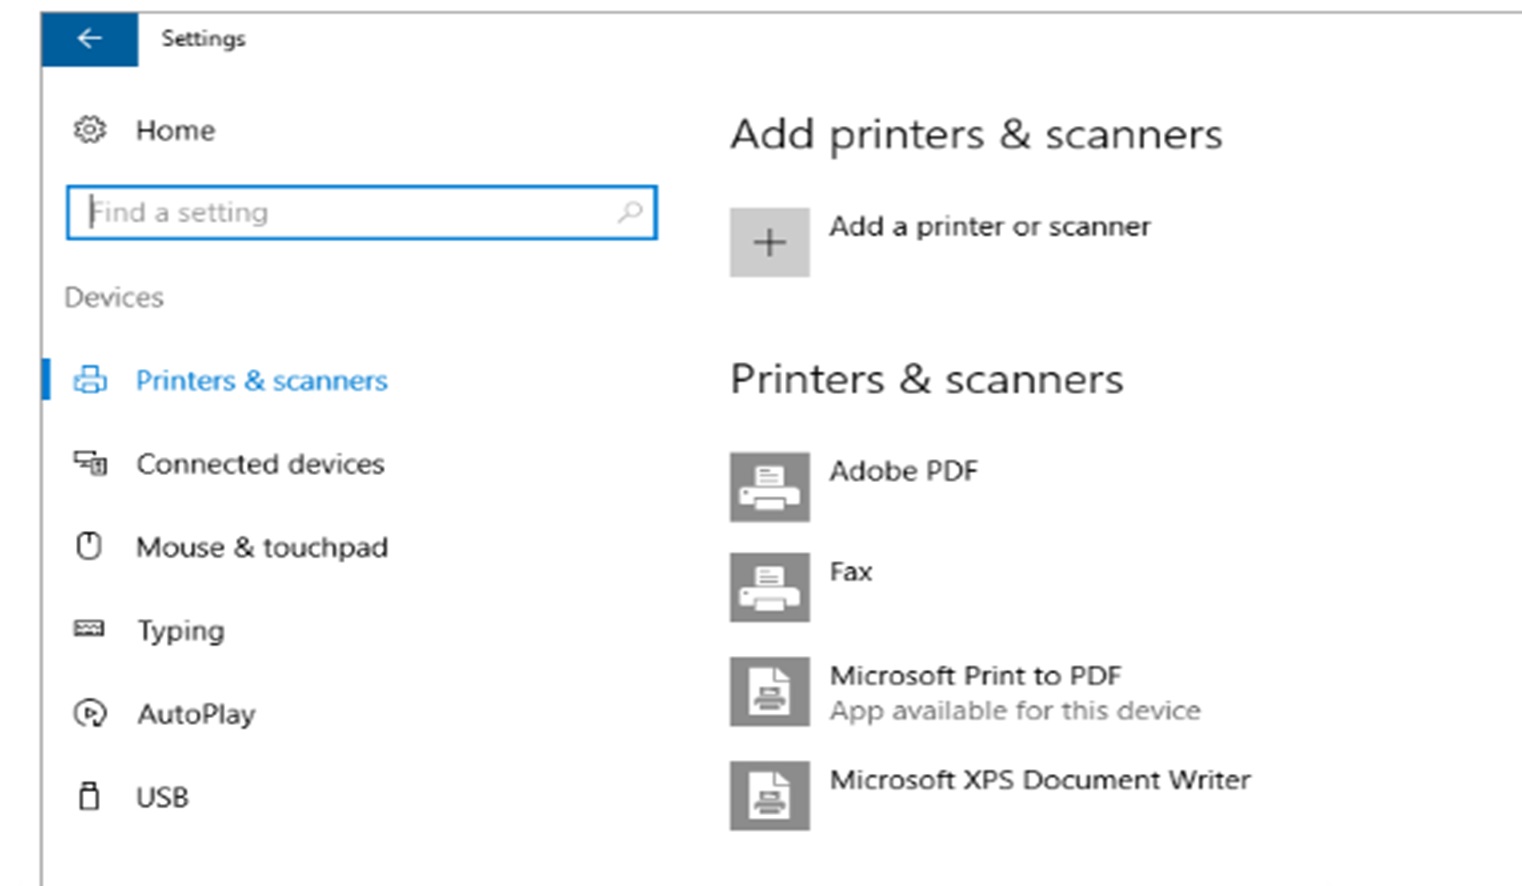 Settings
Home
Find a setting
Devices
Printers & scanners
Connected devices
Mouse & touchpad
Typing
AutoPlay
USB
Add printers & scanners
Add a printer or scanner
Printers & scanners
Adobe PDF
Fax
Microsoft Print to PDF
App available for this device
Microsoft XPS Document Writer